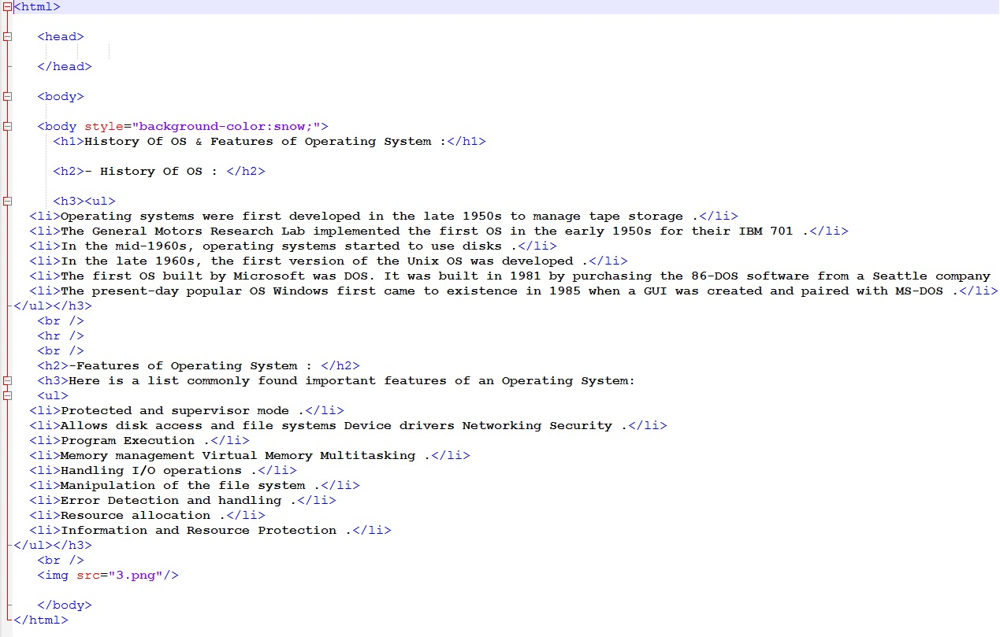 <html>
<head>
</head>
<body>
<body style="background-color:snow;">
<h1>History Of OS & Features of Operating System :</h1>
<h2>- History Of OS : </h2>
<h3><ul>
<li>Operating systems were first developed in the late 1950s to manage tape storage .</li>
<li>The General Motors Research Lab implemented the first OS in the early 1950s for their IBM 701 .</li>
<li>In the mid-1960s, operating systems started to use disks .</li>
<li>In the late 1960s, the first version of the Unix OS was developed .</li>
<li>The first OS built by Microsoft was DOS. It was built in 1981 by purchasing the 86-DOS software from a Seattle company
<li>The present-day popular OS Windows first came to existence in 1985 when a GUI was created and paired with MS-DOS .</li>
</ul></h3>
<br />
<hr />
<br />
<h2>-Features of Operating System : </h2>
<h3>Here is a list commonly found important features of an Operating System:
<ul>
<li>Protected and supervisor mode .</li>
<li>Allows disk access and file systems Device drivers Networking Security .</li>
<li>Program Execution .</li>
<li>Memory management Virtual Memory Multitasking .</li>
<li>Handling I/O operations .</li>
<li>Manipulation of the file system .</li>
<li>Error Detection and handling .</li>
<li>Resource allocation .</li>
<li>Information and Resource Protection .</li>
</ul></h3>
<br />
<img src="3.png"/>
</body>
</html>